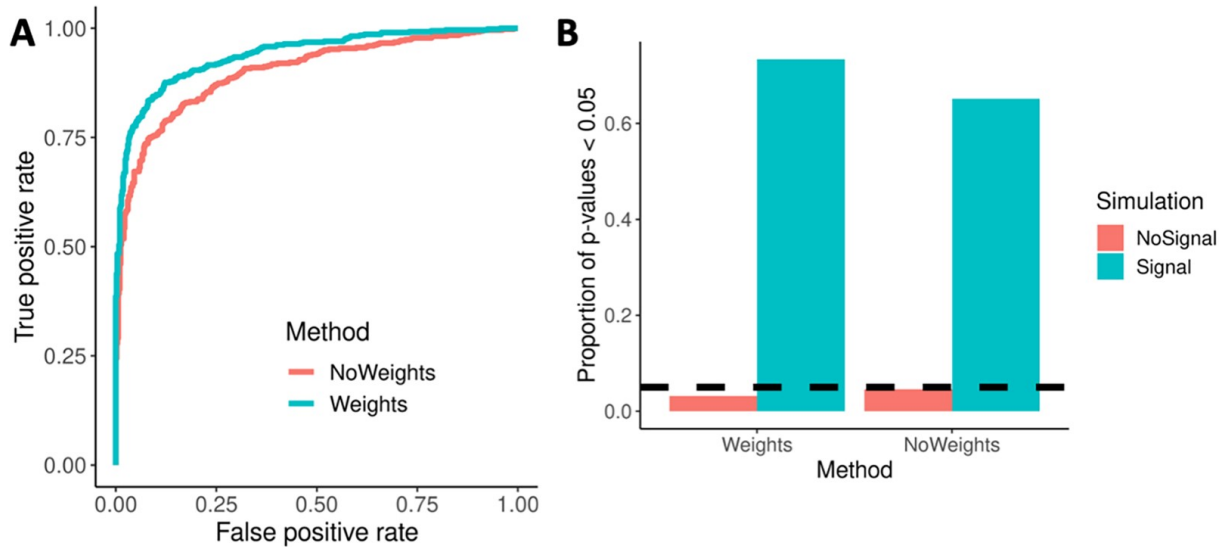 A
True positive rate
1.00
0.75
0.50
0.25
0.00
0.00 0.25 0.50 0.75 1.00
False positive rate
Method
NoWeights
Weights
B
Proportion of p-values < 0.05
0.6
0.4
0.2
0.0
Weights NoWeights
Method
Simulation
NoSignal
Signal